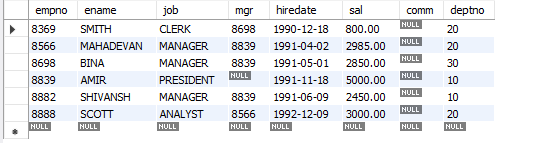 empno ename job mgr hiredate sal comm deptno
8369 SMITH CLERK 8698 1990-12-18 800.00 NULL 20
8566 MAHADEVAN MANAGER 8839 1991-04-02 2985.00 NULL 20
8698 BINA MANAGER 8839 1991-05-01 2850.00 NULL 30
8839 AMIR PRESIDENT NULL 1991-11-18 5000.00 NULL 10
8882 SHIVANSH MANAGER 8839 1991-06-09 2450.00 NULL 10
8888 SCOTT ANALYST 8566 1992-12-09 3000.00 NULL 20
NULL NULL NULL NULL NULL NULL NULL NULL